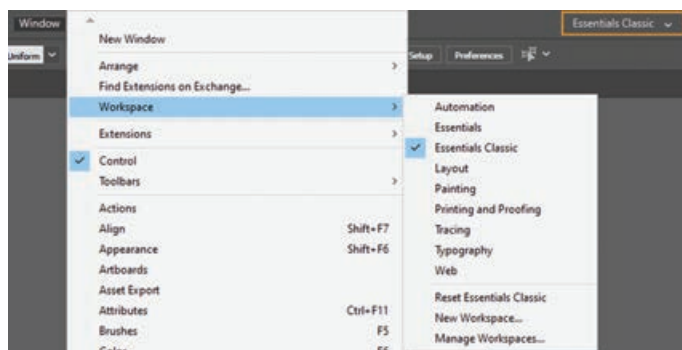 Window
Essentials Classic
Uniform
Setup
Preferences
New Window
Arrange
Find Extensions on Exchange...
Workspace
Extensions
Control
Toolbars
Actions
Align Shift+F7
Appearance Shift+F6
Artboards
Asset Export
Attributes Ctrl+F11
Brushes F5
Color F6
Automation
Essentials
Essentials Classic
Layout
Painting
Printing and Proofing
Tracing
Typography
Web
Reset Essentials Classic
New Workspace...
Manage Workspaces...